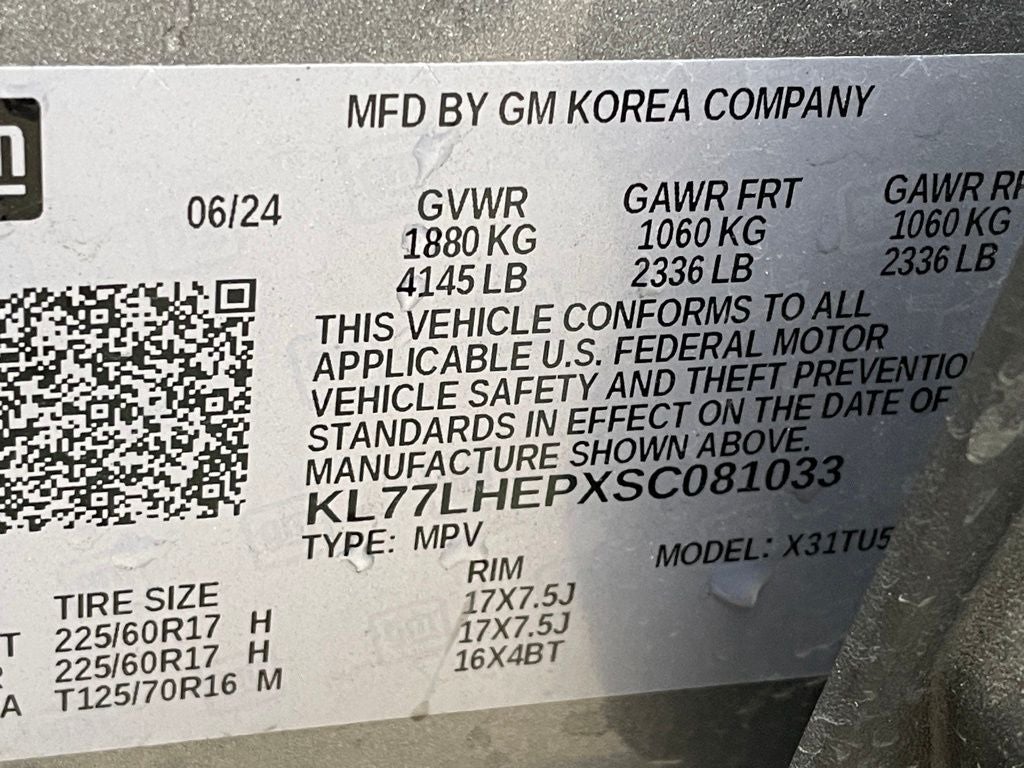 gm
MFD BY GM KOREA COMPANY
06/24 GVWR GAWR FRT GAWR RR
1880 KG 1060 KG 1060 KG
4145 LB 2336 LB 2336 LB
THIS VEHICLE CONFORMS TO ALL
APPLICABLE U.S. FEDERAL MOTOR
VEHICLE SAFETY AND THEFT PREVENTIO
STANDARDS IN EFFECT ON THE DATE OF
MANUFACTURE SHOWN ABOVE.
KL77LHEPXSC081033
TYPE: MPV MODEL: X31TU5
TIRE SIZE RIM
T 225/60R17 H 17X7.5J
R 225/60R17 H 17X7.5J
A T125/70R16 M 16X4BT